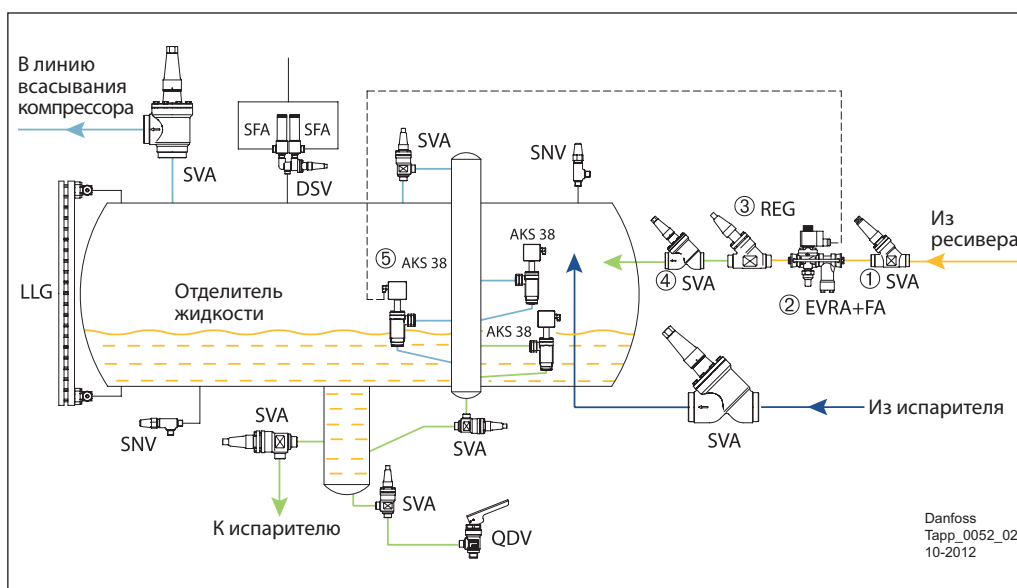 В линию
всасывания
компрессора
SVA
SFA SFA
DSV
SVA
SNV
③ REG
Из
ресивера
① SVA
② EVRA+FA
④ SVA
AKS 38
⑤ AKS 38
AKS 38
LLG
Отделитель
жидкости
Из испарителя
SVA
SNV
SVA
SVA
SVA
К испарителю
QDV
Danfoss
Tapp_0052_02
10-2012